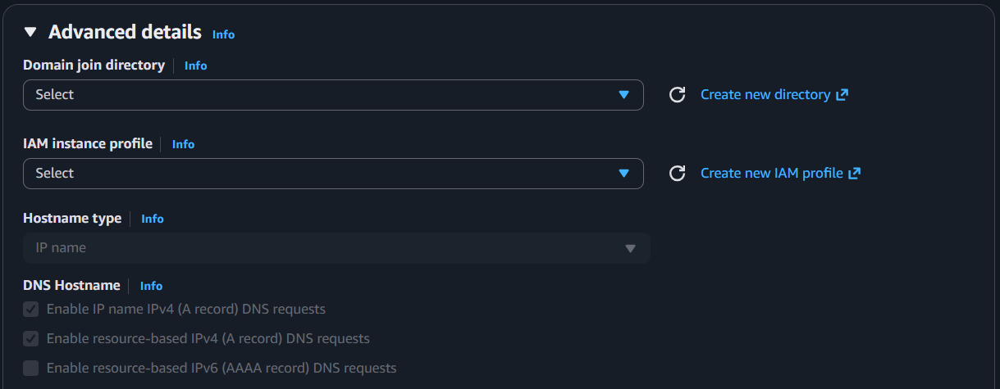 Advanced details Info
Domain join directory Info
Select Create new directory
IAM instance profile Info
Select Create new IAM profile
Hostname type Info
IP name
DNS Hostname Info
Enable IP name IPv4 (A record) DNS requests
Enable resource-based IPv4 (A record) DNS requests
Enable resource-based IPv6 (AAAA record) DNS requests